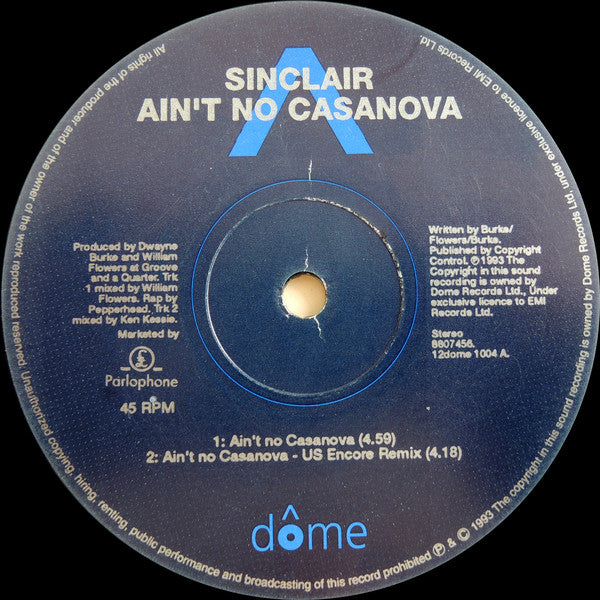 SINCLAIR
AIN'T NO CASANOVA
Produced by Dwayne
Burke and William
Flowers at Groove
and a Quarter. Trk
1 mixed by William
Flowers. Rap by
Pepperhead. Trk 2
mixed by Ken Kessie.
Marketed by
£
Parlophone
45 RPM
Written by Burke/
Flowers/Burke.
Published by Copyright
Control. ℗ 1993 The
Copyright in this sound
recording is owned by
Dome Records Ltd., Under
exclusive licence to EMI
Records Ltd.
Stereo
8807456.
12dome 1004 A.
1: Ain't no Casanova (4.59)
2: Ain't no Casanova - US Encore Remix (4.18)
dôme
All rights of the producer and of the owner of the work reproduced reserved. Unauthorized copying, hiring, renting, public performance and broadcasting of this record prohibited ℗ & © 1993 The copyright in this sound recording is owned by Dome Records Ltd. under exclusive licence to EMI Records Ltd.